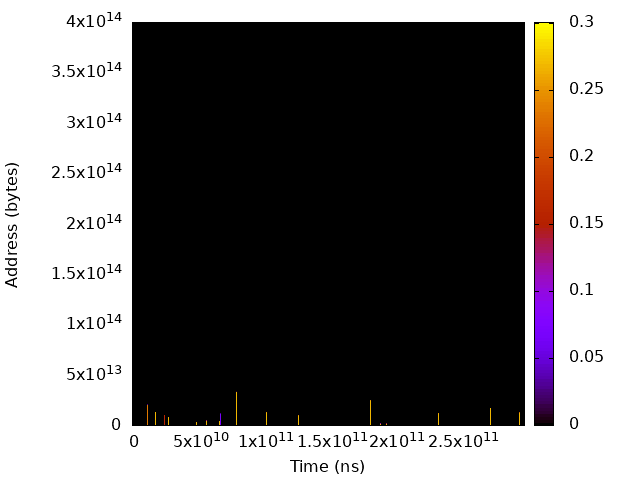 4x10^14
3.5x10^14
3x10^14
2.5x10^14
2x10^14
1.5x10^14
1x10^14
5x10^13
0
Address (bytes)
0 5x10^10 1x10^11 1.5x10^11 2x10^11 2.5x10^11
Time (ns)
0.3
0.25
0.2
0.15
0.1
0.05
0